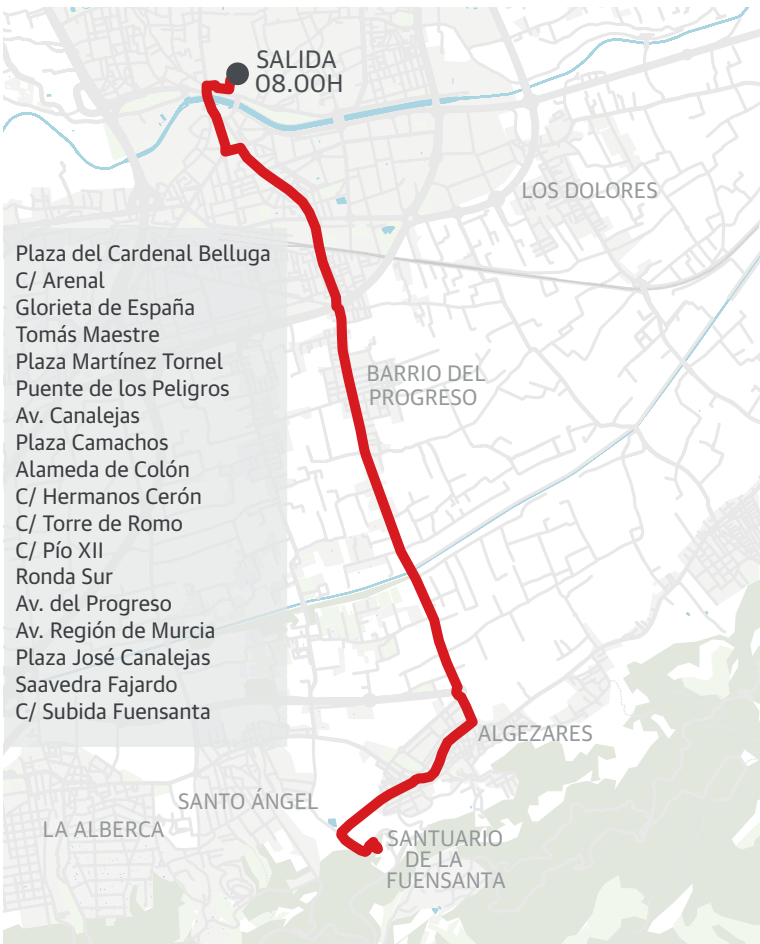 SALIDA
08.00H
LOS DOLORES
Plaza del Cardenal Belluga
C/ Arenal
Glorieta de España
Tomás Maestre
Plaza Martínez Tornel
Puente de los Peligros
Av. Canalejas
Plaza Camachos
Alameda de Colón
C/ Hermanos Cerón
C/ Torre de Romo
C/ Pío XII
Ronda Sur
Av. del Progreso
Av. Región de Murcia
Plaza José Canalejas
Saavedra Fajardo
C/ Subida Fuensanta
BARRIO DEL
PROGRESO
ALGEZARES
SANTO ÁNGEL
LA ALBERCA
SANTUARIO
DE LA
FUENSANTA